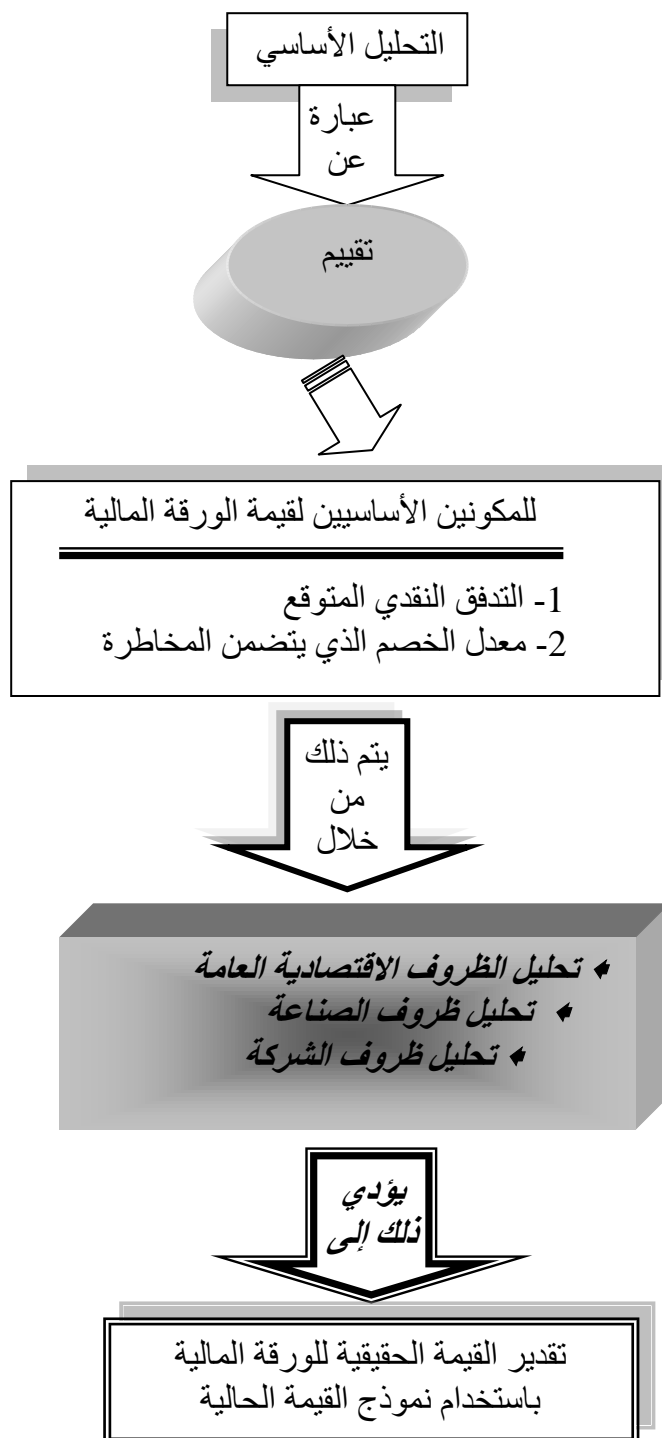 التحليل الأساسي
عبارة
عن
تقييم
للمكونين الأساسيين لقيمة الورقة المالية
1- التدفق النقدي المتوقع
2- معدل الخصم الذي يتضمن المخاطرة
يتم ذلك
من
خلال
تحليل الظروف الاقتصادية العامة
تحليل ظروف الصناعة
تحليل ظروف الشركة
يؤدي
ذلك إلى
تقدير القيمة الحقيقية للورقة المالية
باستخدام نموذج القيمة الحالية